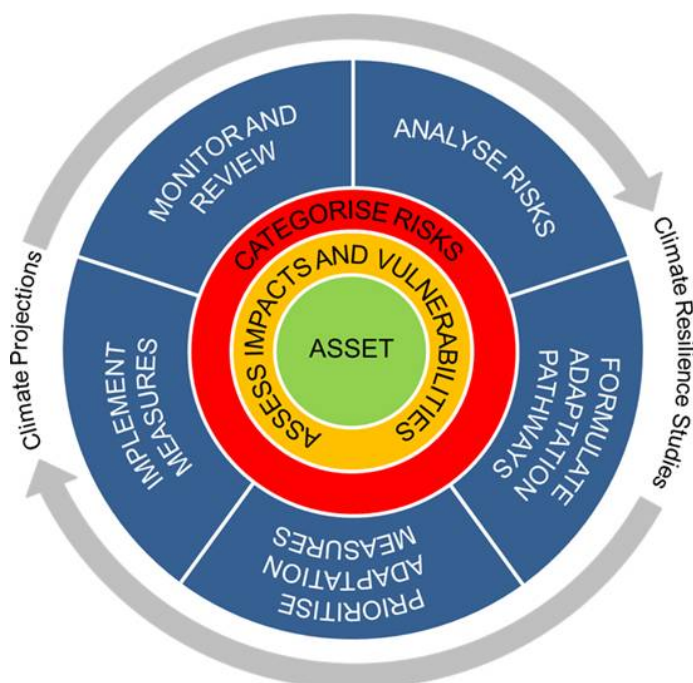 MONITOR AND
REVIEW
ANALYSE RISKS
CATEGORISE RISKS
ASSESS IMPACTS AND VULNERABILITIES
ASSET
Climate Projections
Climate Resilience Studies
IMPLEMENT
MEASURES
FORMULATE
ADAPTATION
PATHWAYS
PRIORITISE
ADAPTATION
MEASURES